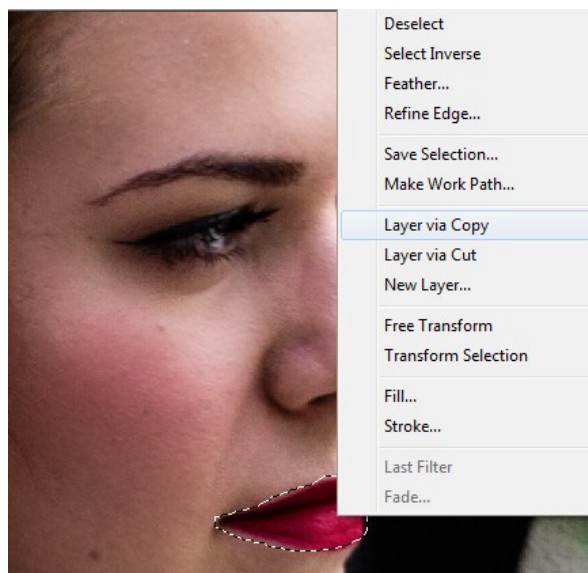 Deselect
Select Inverse
Feather...
Refine Edge...
Save Selection...
Make Work Path...
Layer via Copy
Layer via Cut
New Layer...
Free Transform
Transform Selection
Fill...
Stroke...
Last Filter
Fade...